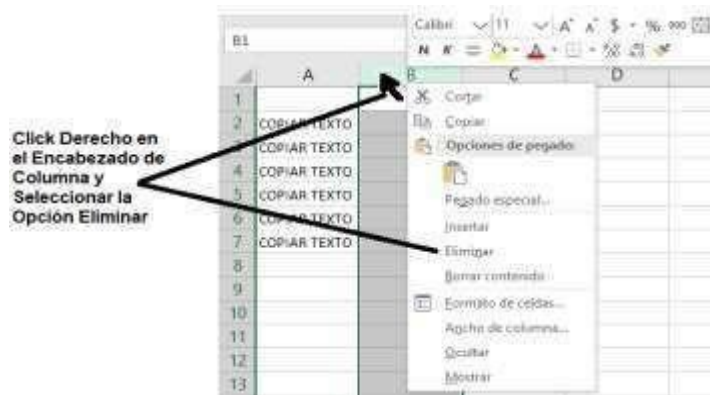 Calibri 11 A A $ % 000
B1
N K
A B C D
1
2 COPIAR TEXTO
3 COPIAR TEXTO
4 COPIAR TEXTO
5 COPIAR TEXTO
6 COPIAR TEXTO
7 COPIAR TEXTO
8
9
10
11
12
13
Click Derecho en
el Encabezado de
Columna y
Seleccionar la
Opción Eliminar
Cortar
Copiar
Opciones de pegado:
Pegado especial...
Insertar
Eliminar
Borrar contenido
Formato de celdas...
Ancho de columna...
Ocultar
Mostrar